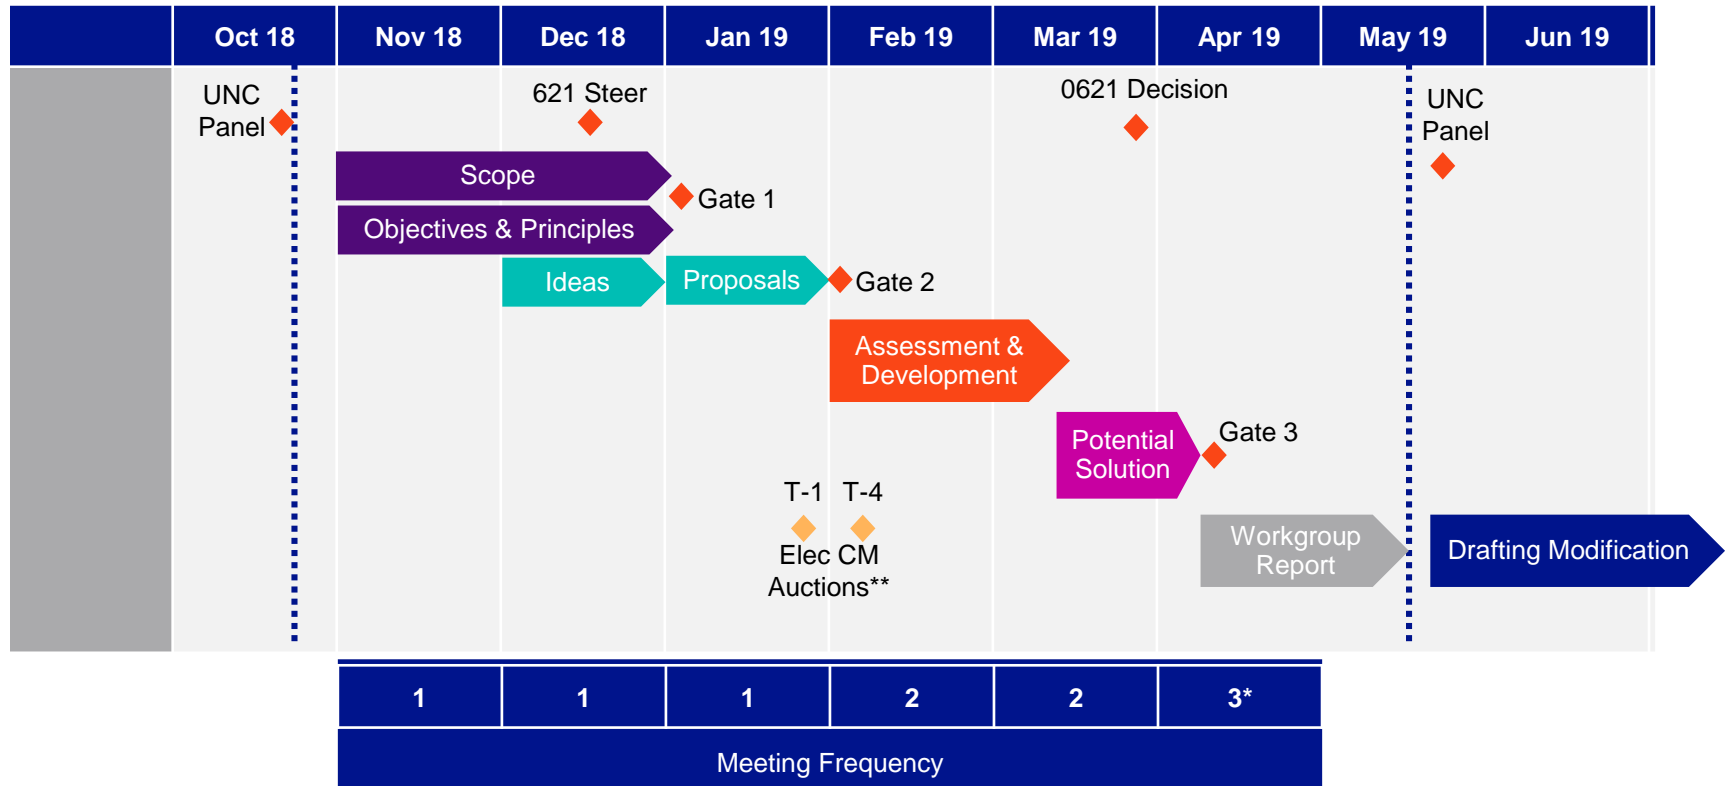 Oct 18 Nov 18 Dec 18 Jan 19 Feb 19 Mar 19 Apr 19 May 19 Jun 19
UNC
Panel
621 Steer
0621 Decision
UNC
Panel
Scope
Gate 1
Objectives & Principles
Ideas
Proposals
Gate 2
Assessment &
Development
Potential
Solution
Gate 3
T-1 T-4
Elec CM
Auctions**
Workgroup
Report
Drafting Modification
1 1 1 2 2 3*
Meeting Frequency